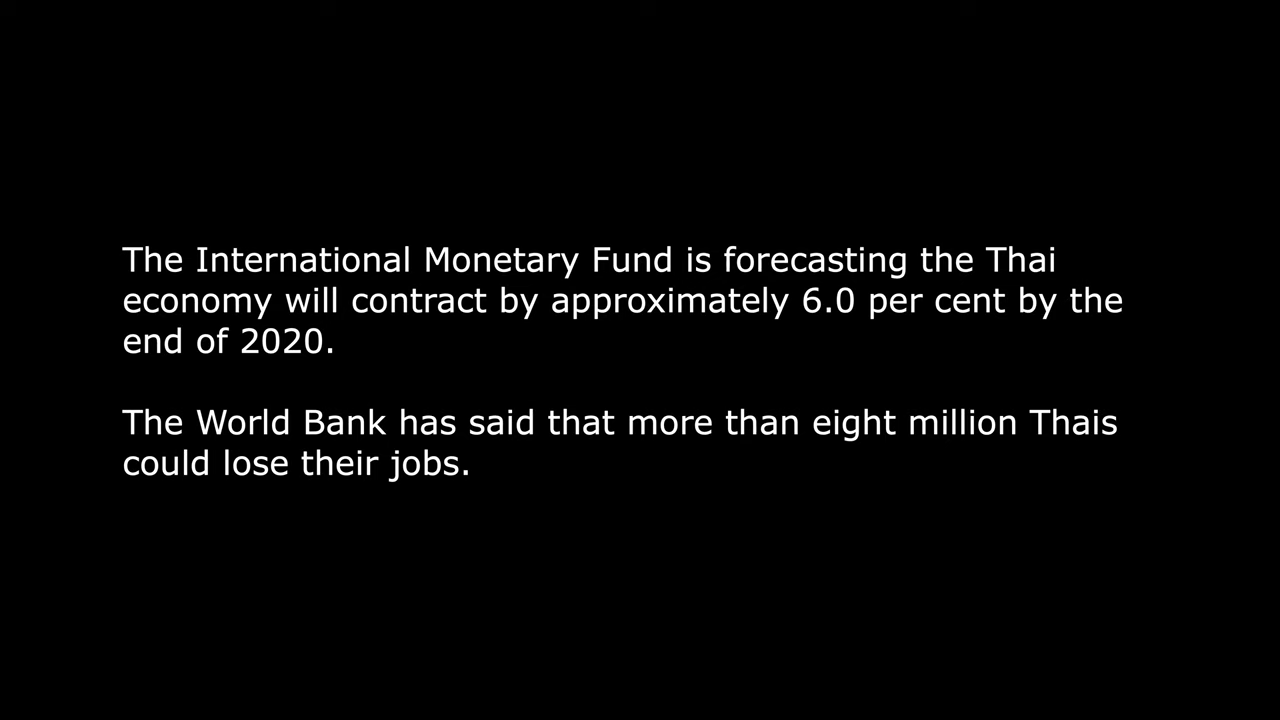 The International Monetary Fund is forecasting the Thai
economy will contract by approximately 6.0 per cent by the
end of 2020.
The World Bank has said that more than eight million Thais
could lose their jobs.